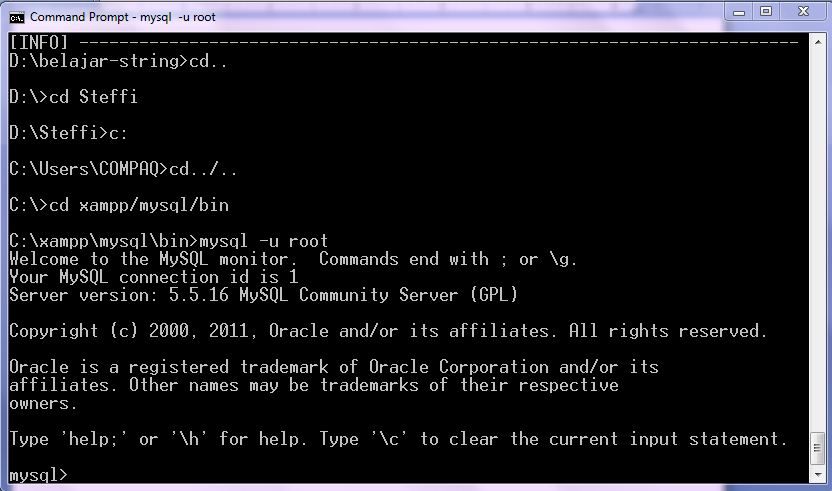 Command Prompt - mysql -u root
[INFO] ------------------------------------------------------------------------
D:\belajar-string>cd..
D:\>cd Steffi
D:\Steffi>c:
C:\Users\COMPAQ>cd../..
C:\>cd xampp/mysql/bin
C:\xampp\mysql\bin>mysql -u root
Welcome to the MySQL monitor.  Commands end with ; or \g.
Your MySQL connection id is 1
Server version: 5.5.16 MySQL Community Server (GPL)
Copyright (c) 2000, 2011, Oracle and/or its affiliates. All rights reserved.
Oracle is a registered trademark of Oracle Corporation and/or its
affiliates. Other names may be trademarks of their respective
owners.
Type 'help;' or '\h' for help. Type '\c' to clear the current input statement.
mysql>